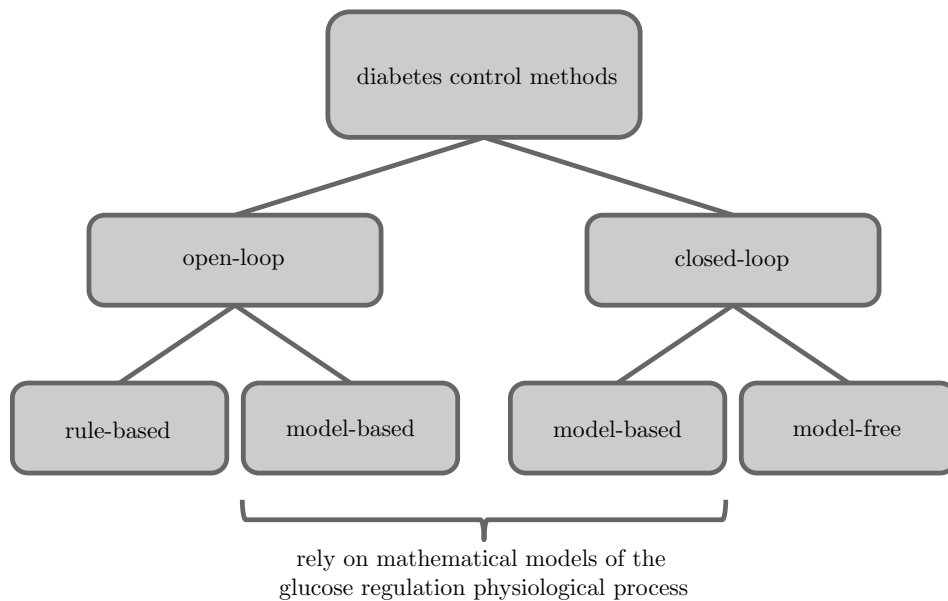 diabetes control methods
open-loop
closed-loop
rule-based
model-based
model-based
model-free
rely on mathematical models of the
glucose regulation physiological process